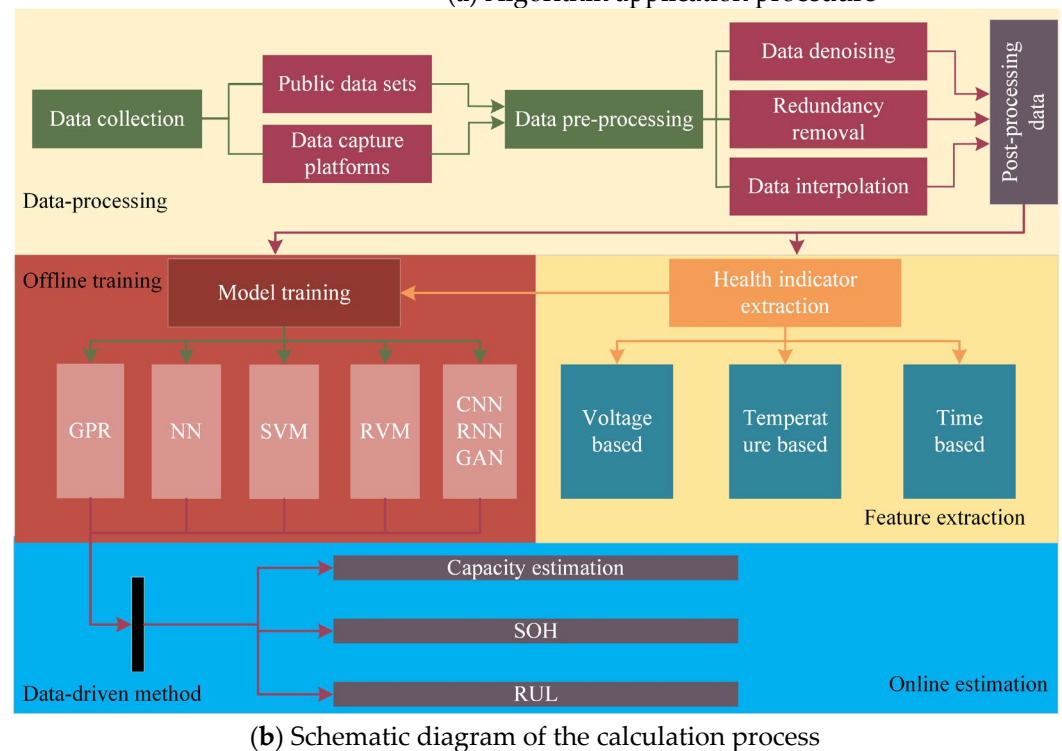 (a) Algorithm application procedure
Data collection
Public data sets
Data capture
platforms
Data pre-processing
Data denoising
Redundancy
removal
Data interpolation
Post-processing
data
Data-processing
Offline training
Model training
Health indicator
extraction
GPR
NN
SVM
RVM
CNN
RNN
GAN
Voltage
based
Temperat
ure based
Time
based
Feature extraction
Capacity estimation
SOH
RUL
Data-driven method
Online estimation
(b) Schematic diagram of the calculation process